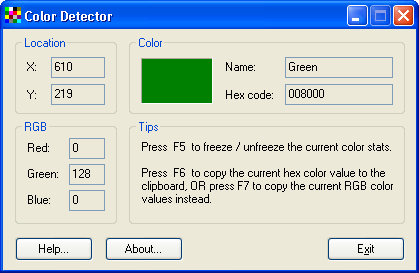 Color Detector
Location
X: 610
Y: 219
Color
Name: Green
Hex code: 008000
RGB
Red: 0
Green: 128
Blue: 0
Tips
Press F5 to freeze / unfreeze the current color stats.
Press F6 to copy the current hex color value to the
clipboard, OR press F7 to copy the current RGB color
values instead.
Help... About... Exit